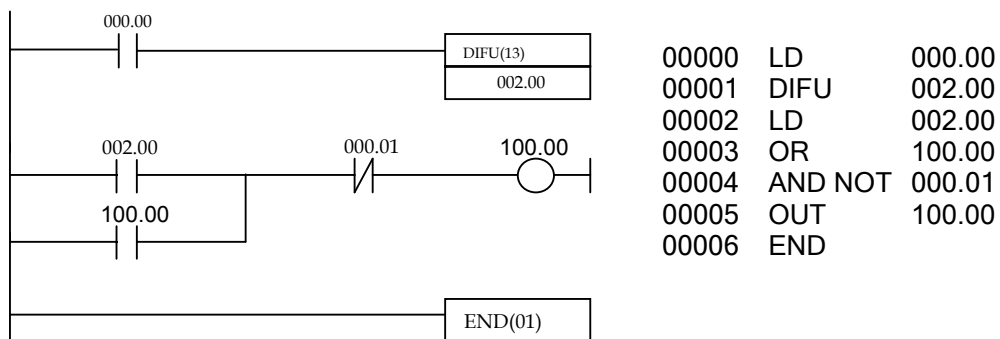 000.00
DIFU(13)
002.00
002.00 000.01 100.00
100.00
END(01)
00000 LD 000.00
00001 DIFU 002.00
00002 LD 002.00
00003 OR 100.00
00004 AND NOT 000.01
00005 OUT 100.00
00006 END